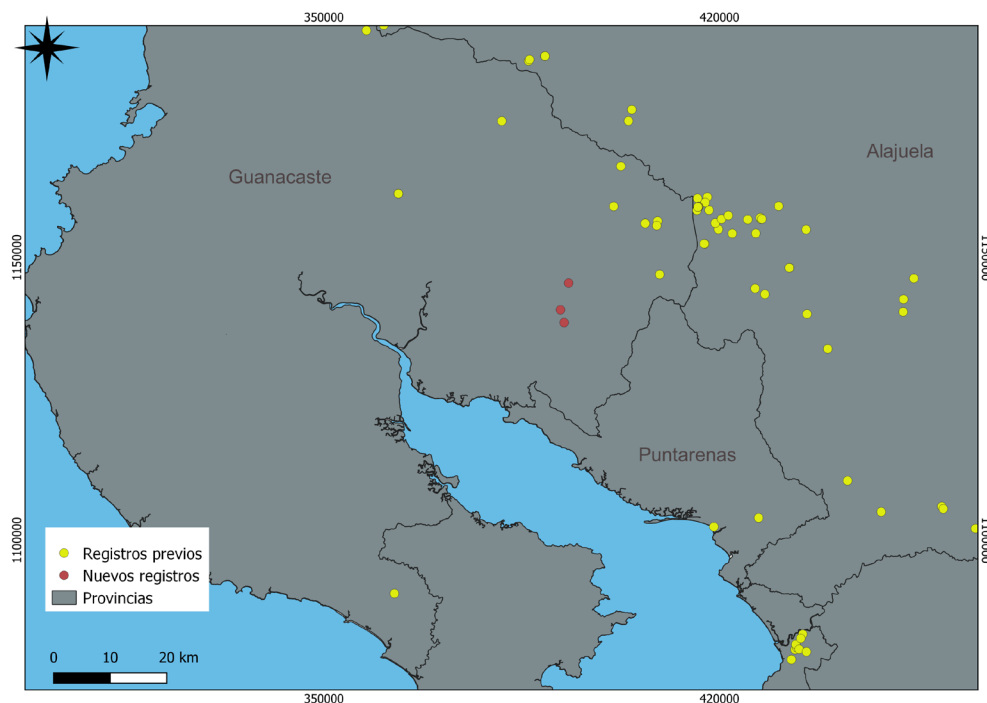 350000
420000
Alajuela
Guanacaste
1150000
1150000
Puntarenas
1100000
1100000
Registros previos
Nuevos registros
Provincias
0 10 20 km
350000
420000